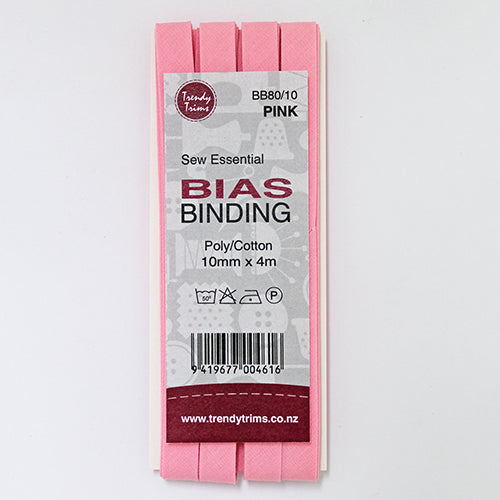 Trendy
Trims
BB80/10
PINK
Sew Essential
BIAS
BINDING
Poly/Cotton
10mm x 4m
50°
P
9 419677 004616
www.trendytrims.co.nz